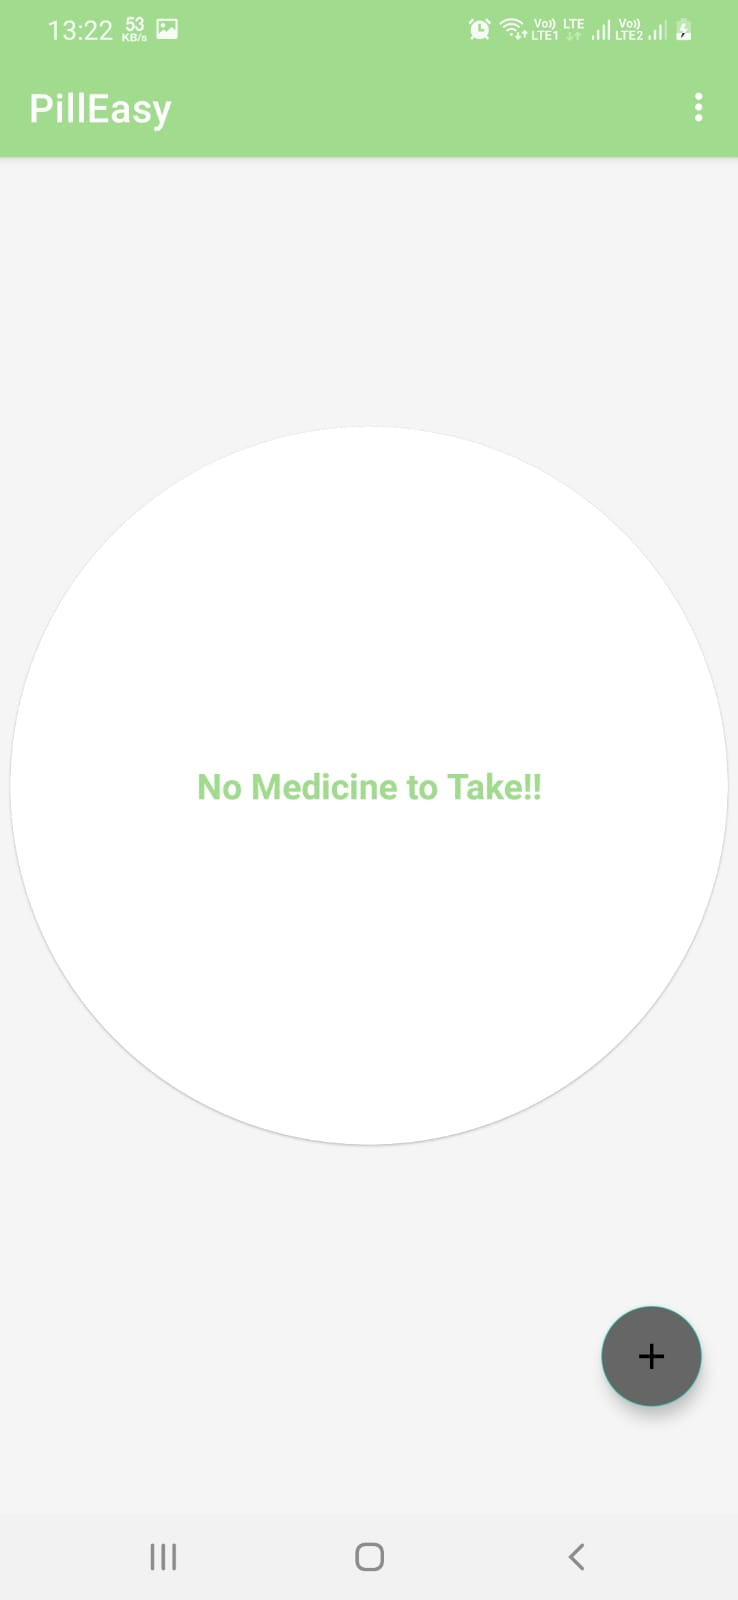 13:22 53 KB/s Vo)) LTE1 LTE Vo)) LTE2
PillEasy
No Medicine to Take!!
+